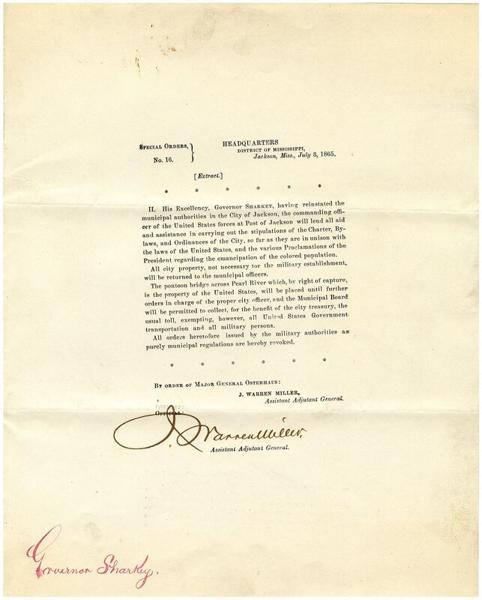 SPECIAL ORDERS, } HEADQUARTERS
DISTRICT OF MISSISSIPPI,
No. 16. Jackson, Miss., July 3, 1865.
[Extract.]
* * * * * *
II. His Excellency, Governor SHARKEY, having reinstated the
municipal authorities in the City of Jackson, the commanding offi-
cer of the United States forces at Post of Jackson will lend all aid
and assistance in carrying out the stipulations of the Charter, By-
laws, and Ordinances of the City, so far as they are in unison with
the laws of the United States, and the various Proclamations of the
President regarding the emancipation of the colored population.
All city property, not necessary for the military establishment,
will be returned to the municipal officers.
The pontoon bridge across Pearl River which, by right of capture,
is the property of the United States, will be placed until further
orders in charge of the proper city officer, and the Municipal Board
will be permitted to collect, for the benefit of the city treasury, the
usual toll, exempting, however, all United States Government
transportation and all military persons.
All orders heretofore issued by the military authorities as
purely municipal regulations are hereby revoked.
* * * * * *
BY ORDER OF MAJOR GENERAL OSTERHAUS:
J. WARREN MILLER,
Assistant Adjutant General.
OFFICIAL:
J. Warren Miller.
Assistant Adjutant General.
Governor Sharkey.